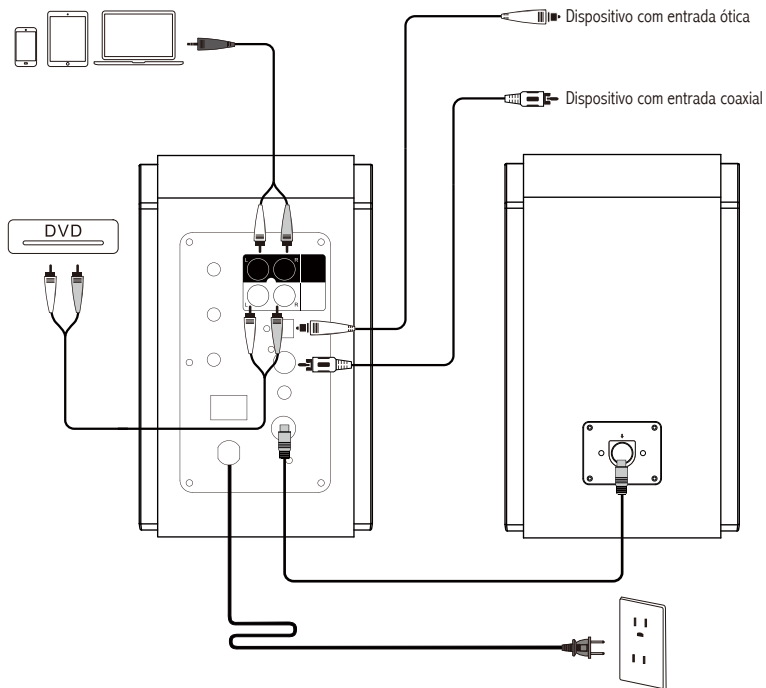 Dispositivo com entrada ótica
Dispositivo com entrada coaxial
DVD
L R
L R